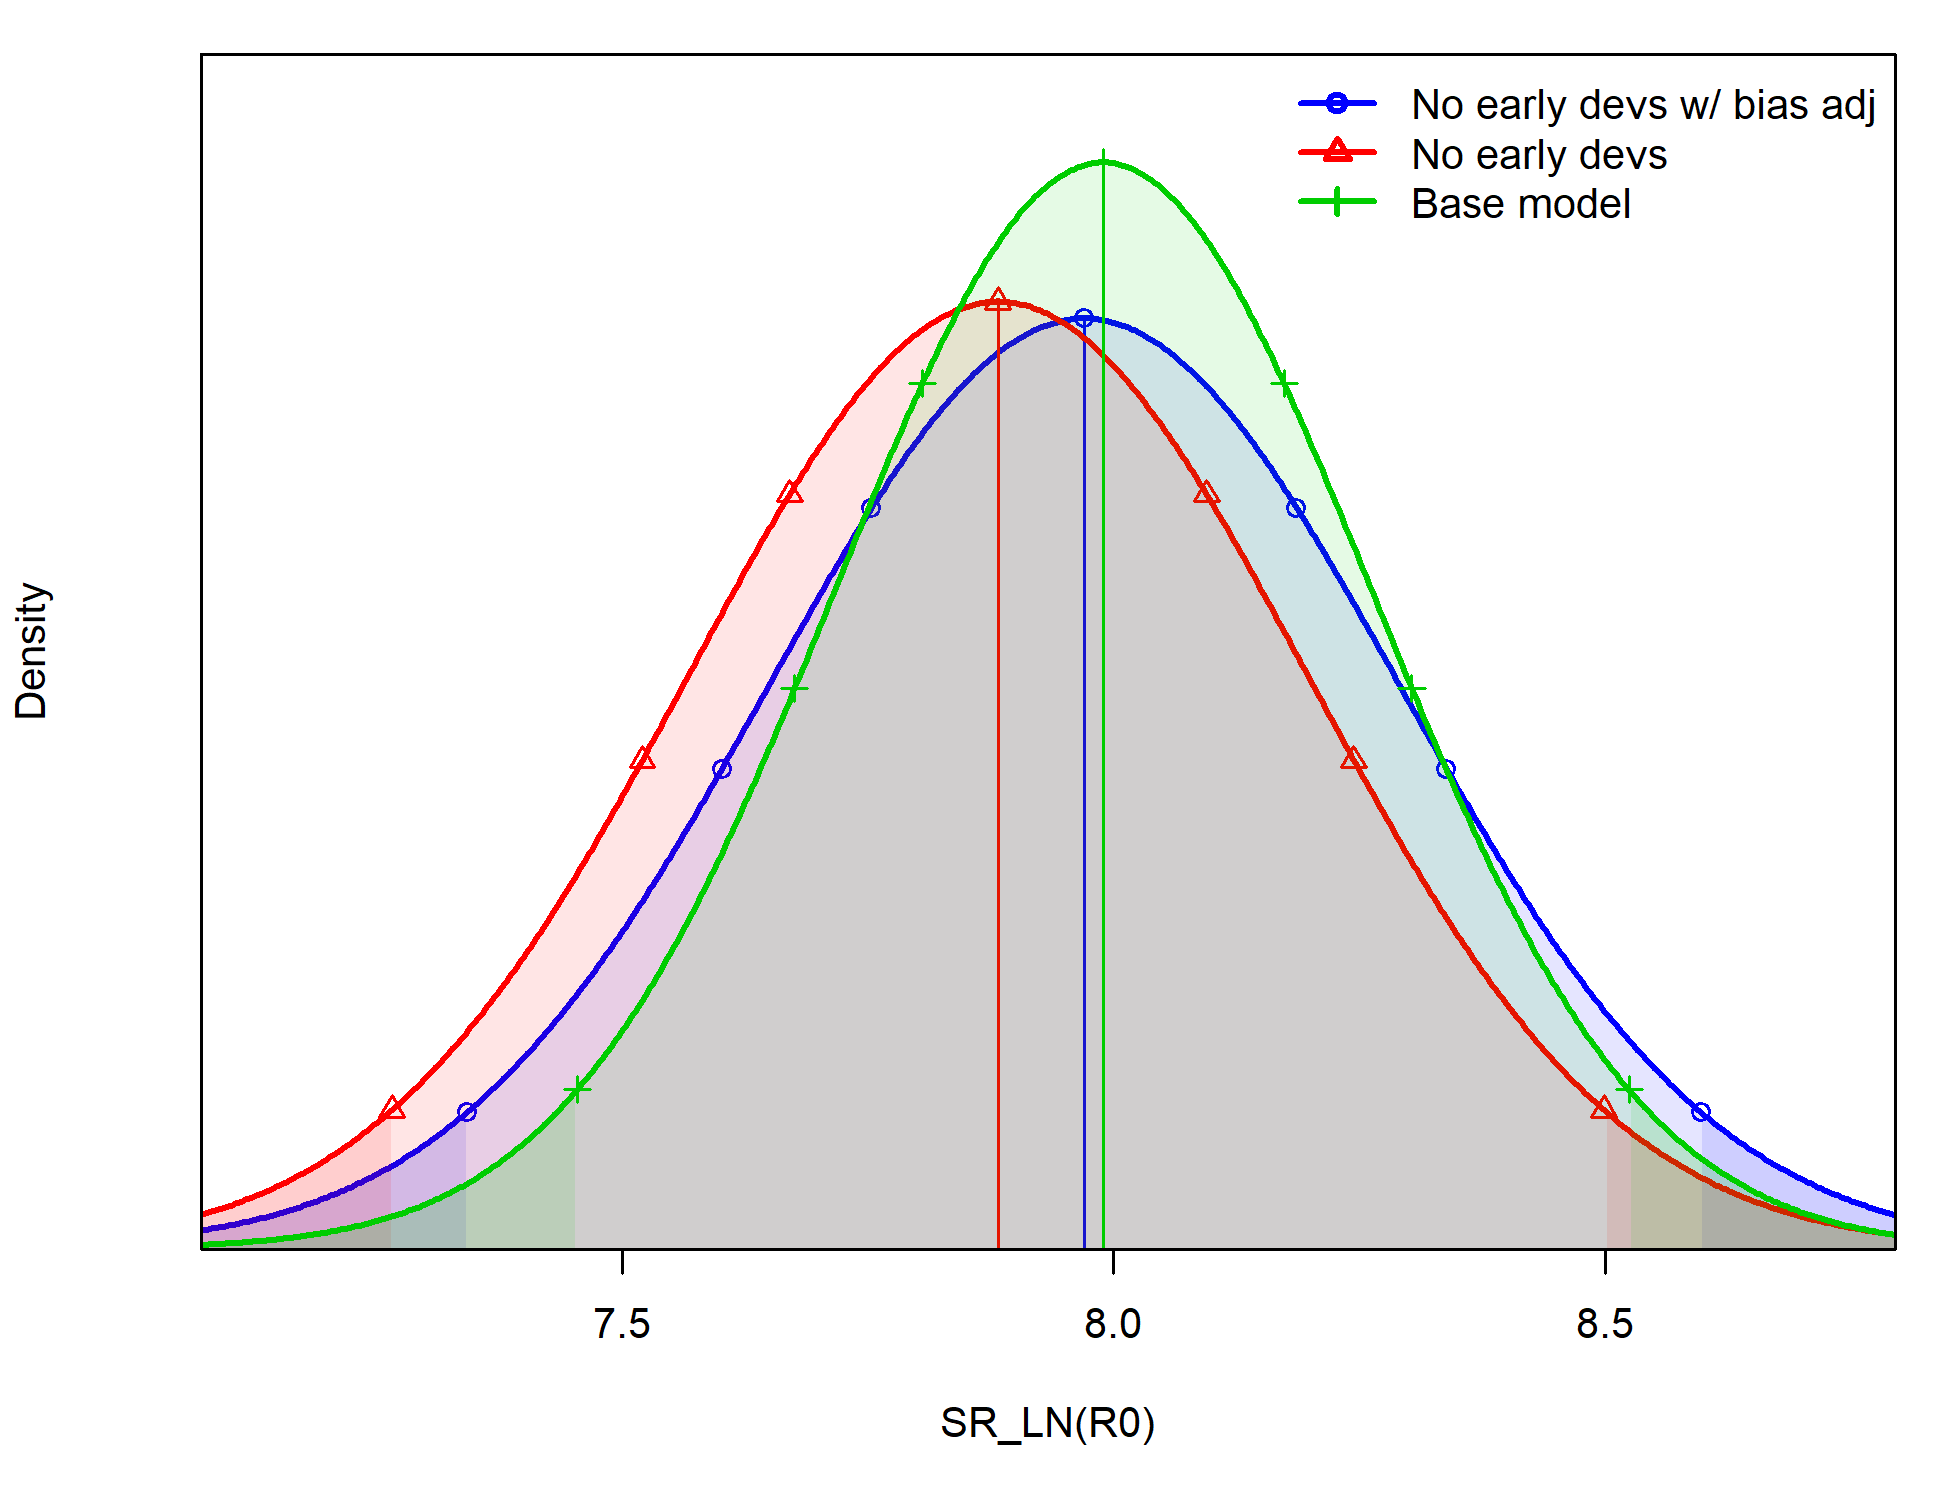 No early devs w/ bias adj
No early devs
Base model
Density
7.5
8.0
8.5
SR_LN(R0)